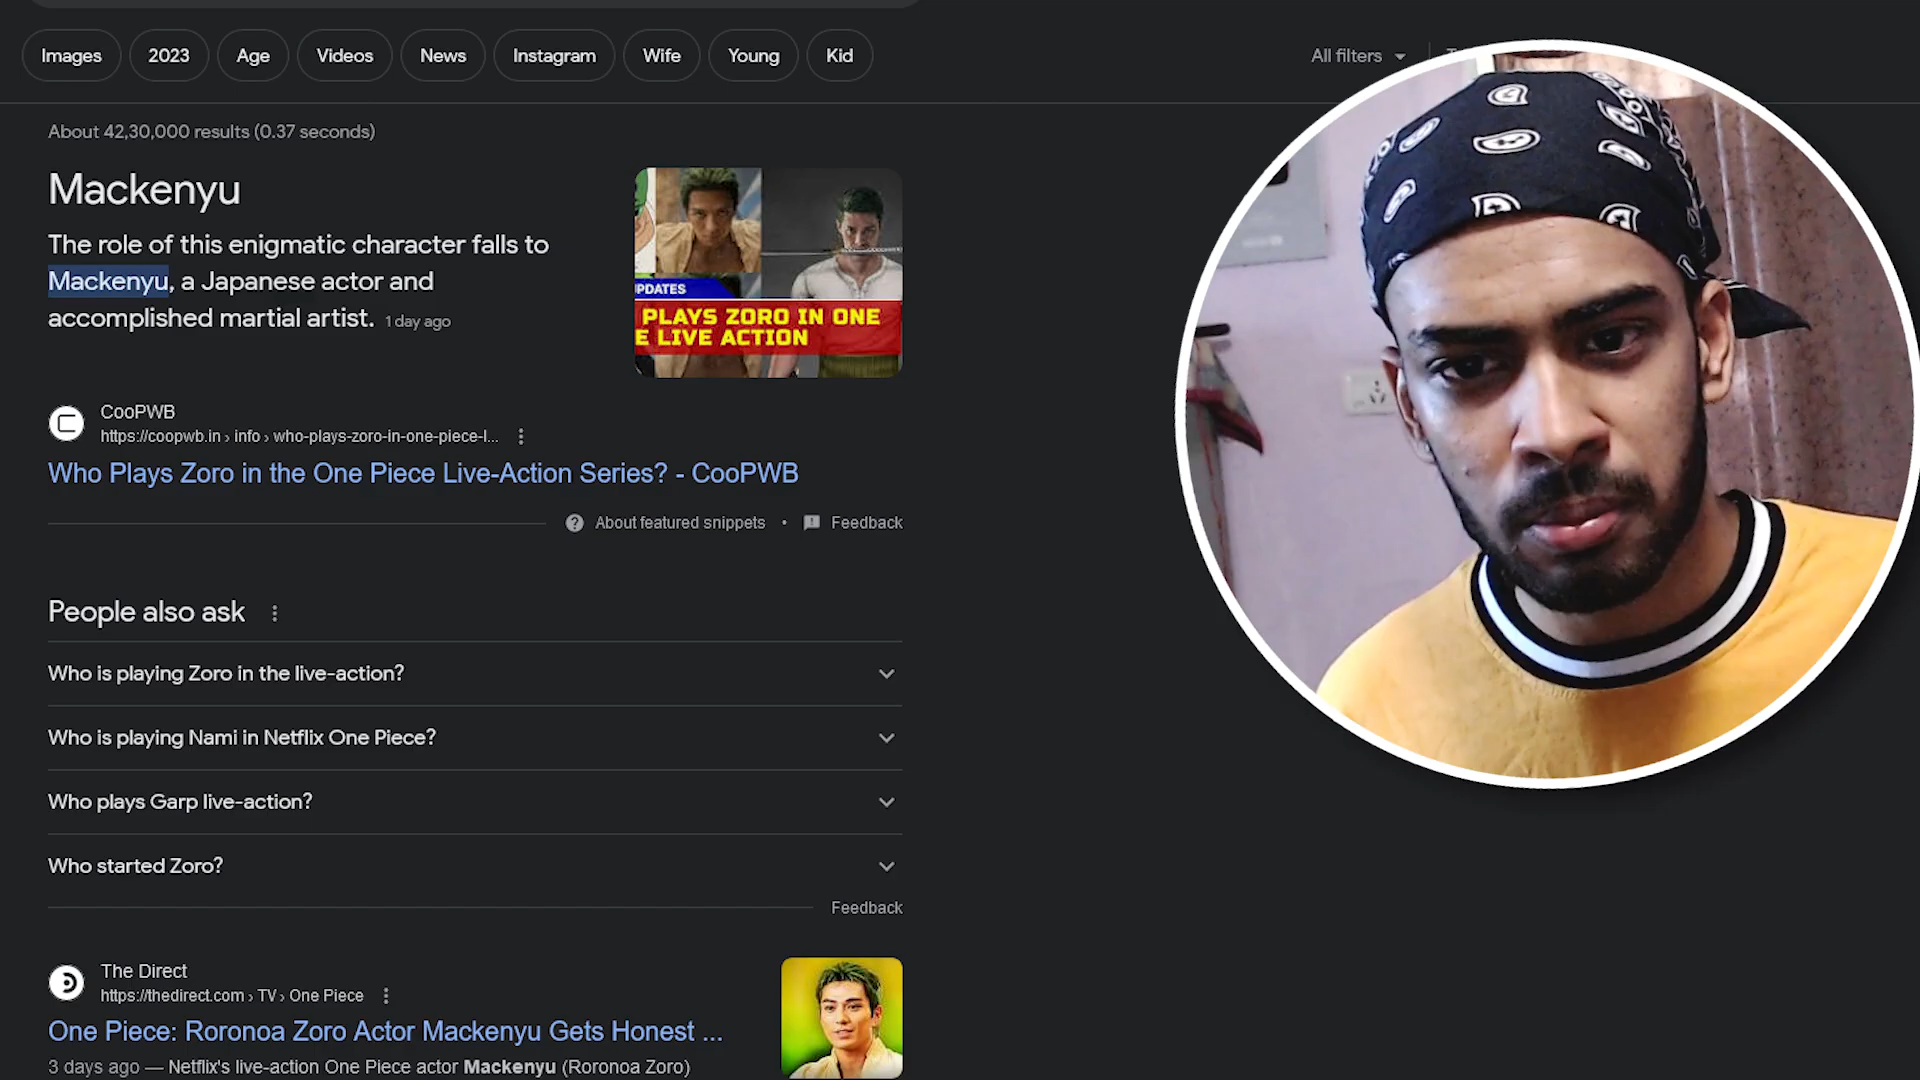 Images 2023 Age Videos News Instagram Wife Young Kid All filters
About 42,30,000 results (0.37 seconds)
Mackenyu
The role of this enigmatic character falls to
Mackenyu, a Japanese actor and
accomplished martial artist. 1 day ago
PDATES
PLAYS ZORO IN ONE
E LIVE ACTION
CooPWB
https://coopwb.in › info › who-plays-zoro-in-one-piece-l...
Who Plays Zoro in the One Piece Live-Action Series? - CooPWB
About featured snippets • Feedback
People also ask
Who is playing Zoro in the live-action?
Who is playing Nami in Netflix One Piece?
Who plays Garp live-action?
Who started Zoro?
Feedback
The Direct
https://thedirect.com › TV › One Piece
One Piece: Roronoa Zoro Actor Mackenyu Gets Honest ...
3 days ago — Netflix's live-action One Piece actor Mackenyu (Roronoa Zoro)